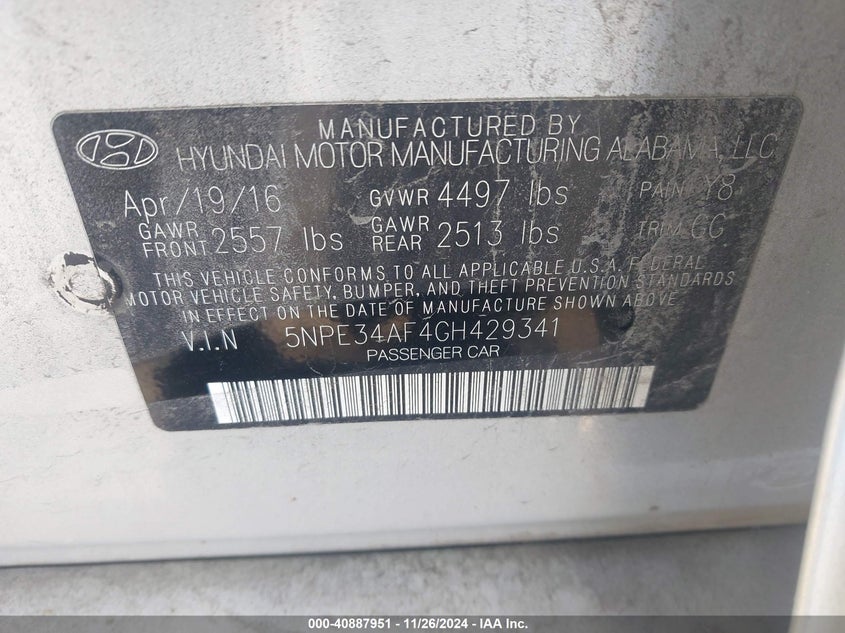 MANUFACTURED BY
HYUNDAI MOTOR MANUFACTURING ALABAMA, LLC
Apr/19/16 GVWR 4497 lbs PAINT Y8
GAWR FRONT 2557 lbs GAWR REAR 2513 lbs TRIM GG
THIS VEHICLE CONFORMS TO ALL APPLICABLE U.S.A. FEDERAL
MOTOR VEHICLE SAFETY, BUMPER, AND THEFT PREVENTION STANDARDS
IN EFFECT ON THE DATE OF MANUFACTURE SHOWN ABOVE
V.I.N 5NPE34AF4GH429341
PASSENGER CAR
000-40887951 - 11/26/2024 - IAA Inc.